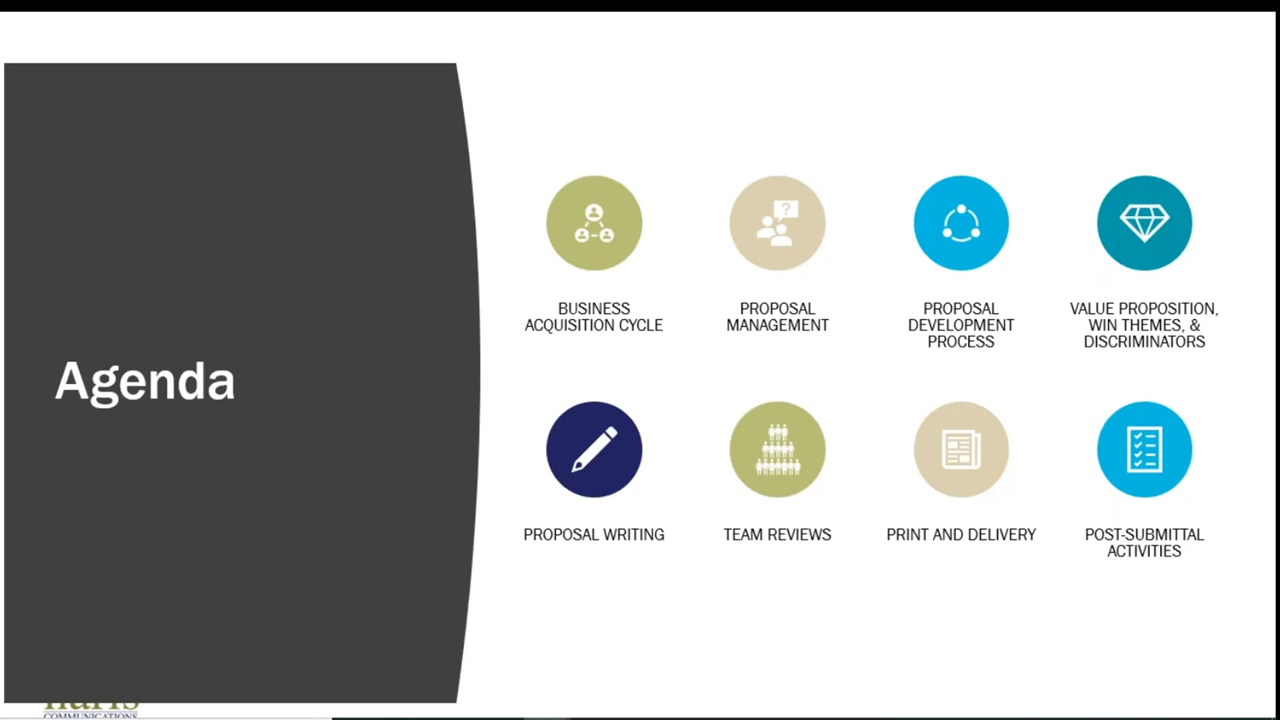 Agenda
BUSINESS
ACQUISITION CYCLE
PROPOSAL
MANAGEMENT
?
PROPOSAL
DEVELOPMENT
PROCESS
VALUE PROPOSITION,
WIN THEMES, &
DISCRIMINATORS
PROPOSAL WRITING
TEAM REVIEWS
PRINT AND DELIVERY
POST-SUBMITTAL
ACTIVITIES
COMMUNICATIONS